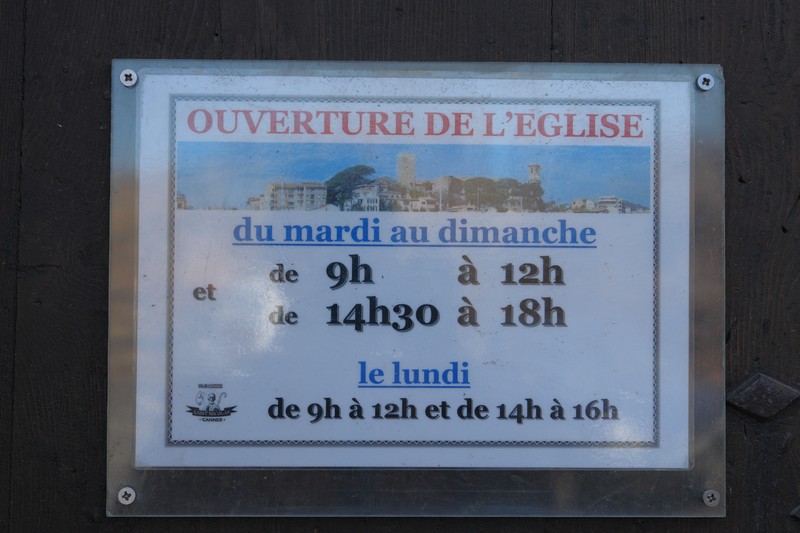 OUVERTURE DE L'EGLISE
du mardi au dimanche
de 9h à 12h
et
de 14h30 à 18h
le lundi
de 9h à 12h et de 14h à 16h
CANNES